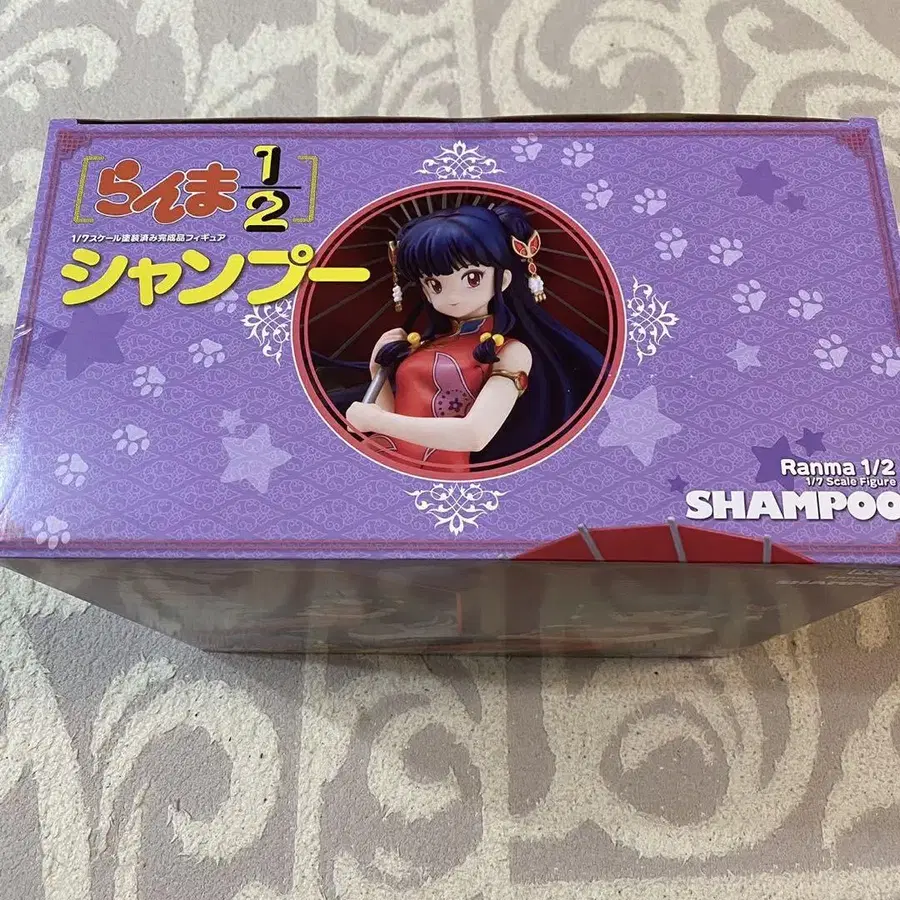 らんま1/2
1/7スケール塗装済み完成品フィギュア
シャンプー
Ranma 1/2
1/7 Scale Figure
SHAMPOO